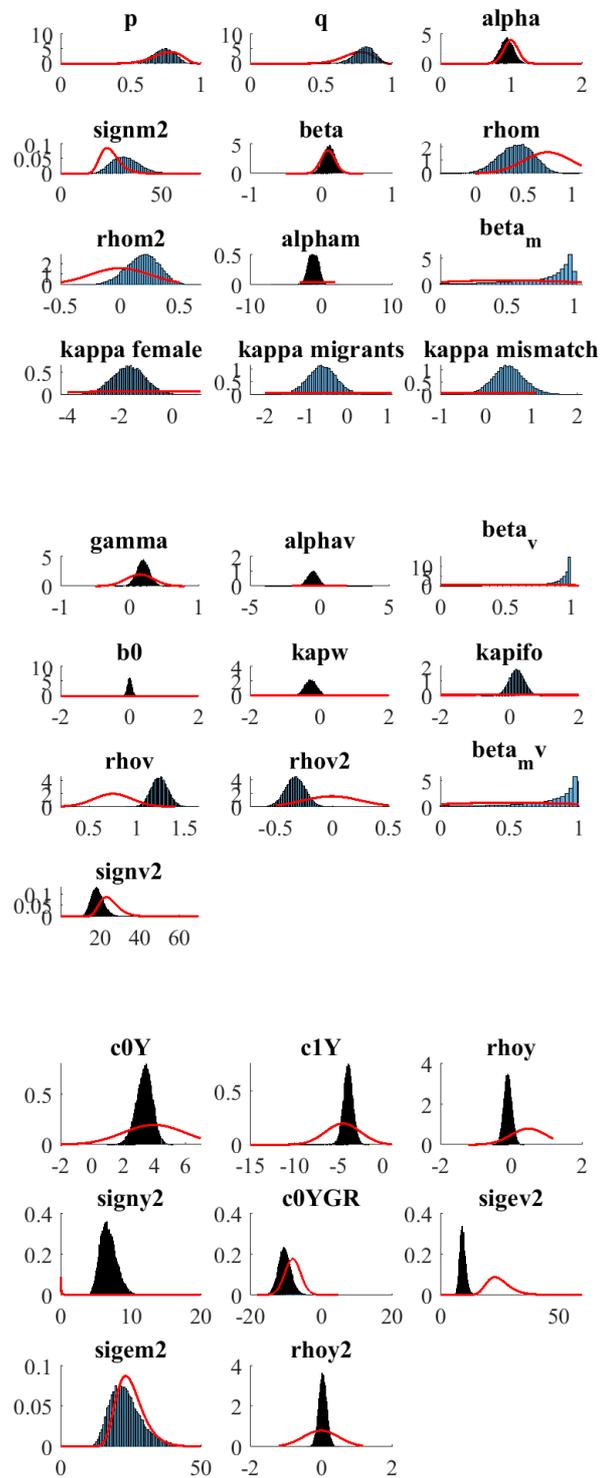 p q alpha
10 10 5
5 5
0 0 0
0 0.5 1 0 0.5 1 0 1 2
signm2 beta rhom
0.1 5 2
0.05 1
0 0 0
0 50 -1 0 1 0 0.5 1
rhom2 alpham beta_m
2 0.5 5
1
0 0 0
-0.5 0 0.5 -10 0 10 0 0.5 1
kappa female kappa migrants kappa mismatch
0.5 1 1
0 0 0
-4 -2 0 -2 -1 0 1 -1 0 1 2
gamma alphav beta_v
5 2 10
1
0 0 0
-1 0 1 -5 0 5 0 0.5 1
b0 kapw kapifo
10 4 2
5 2 1
0 0 0
-2 0 2 -2 0 2 -2 0 2
rhov rhov2 beta_mv
4 4 5
2 2
0 0 0
0.5 1 1.5 -0.5 0 0.5 0 0.5 1
signv2
0.1
0.05
0
20 40 60
c0Y c1Y rhoy
4
0.5 0.5 2
0 0 0
-2 0 2 4 6 -15 -10 -5 0 -2 0 2
signy2 c0YGR sigev2
0.4 0.4 0.4
0.2 0.2 0.2
0 0 0
0 10 20 -20 0 20 0 50
sigem2 rhoy2
0.1 4
0.05 2
0 0
0 50 -2 0 2